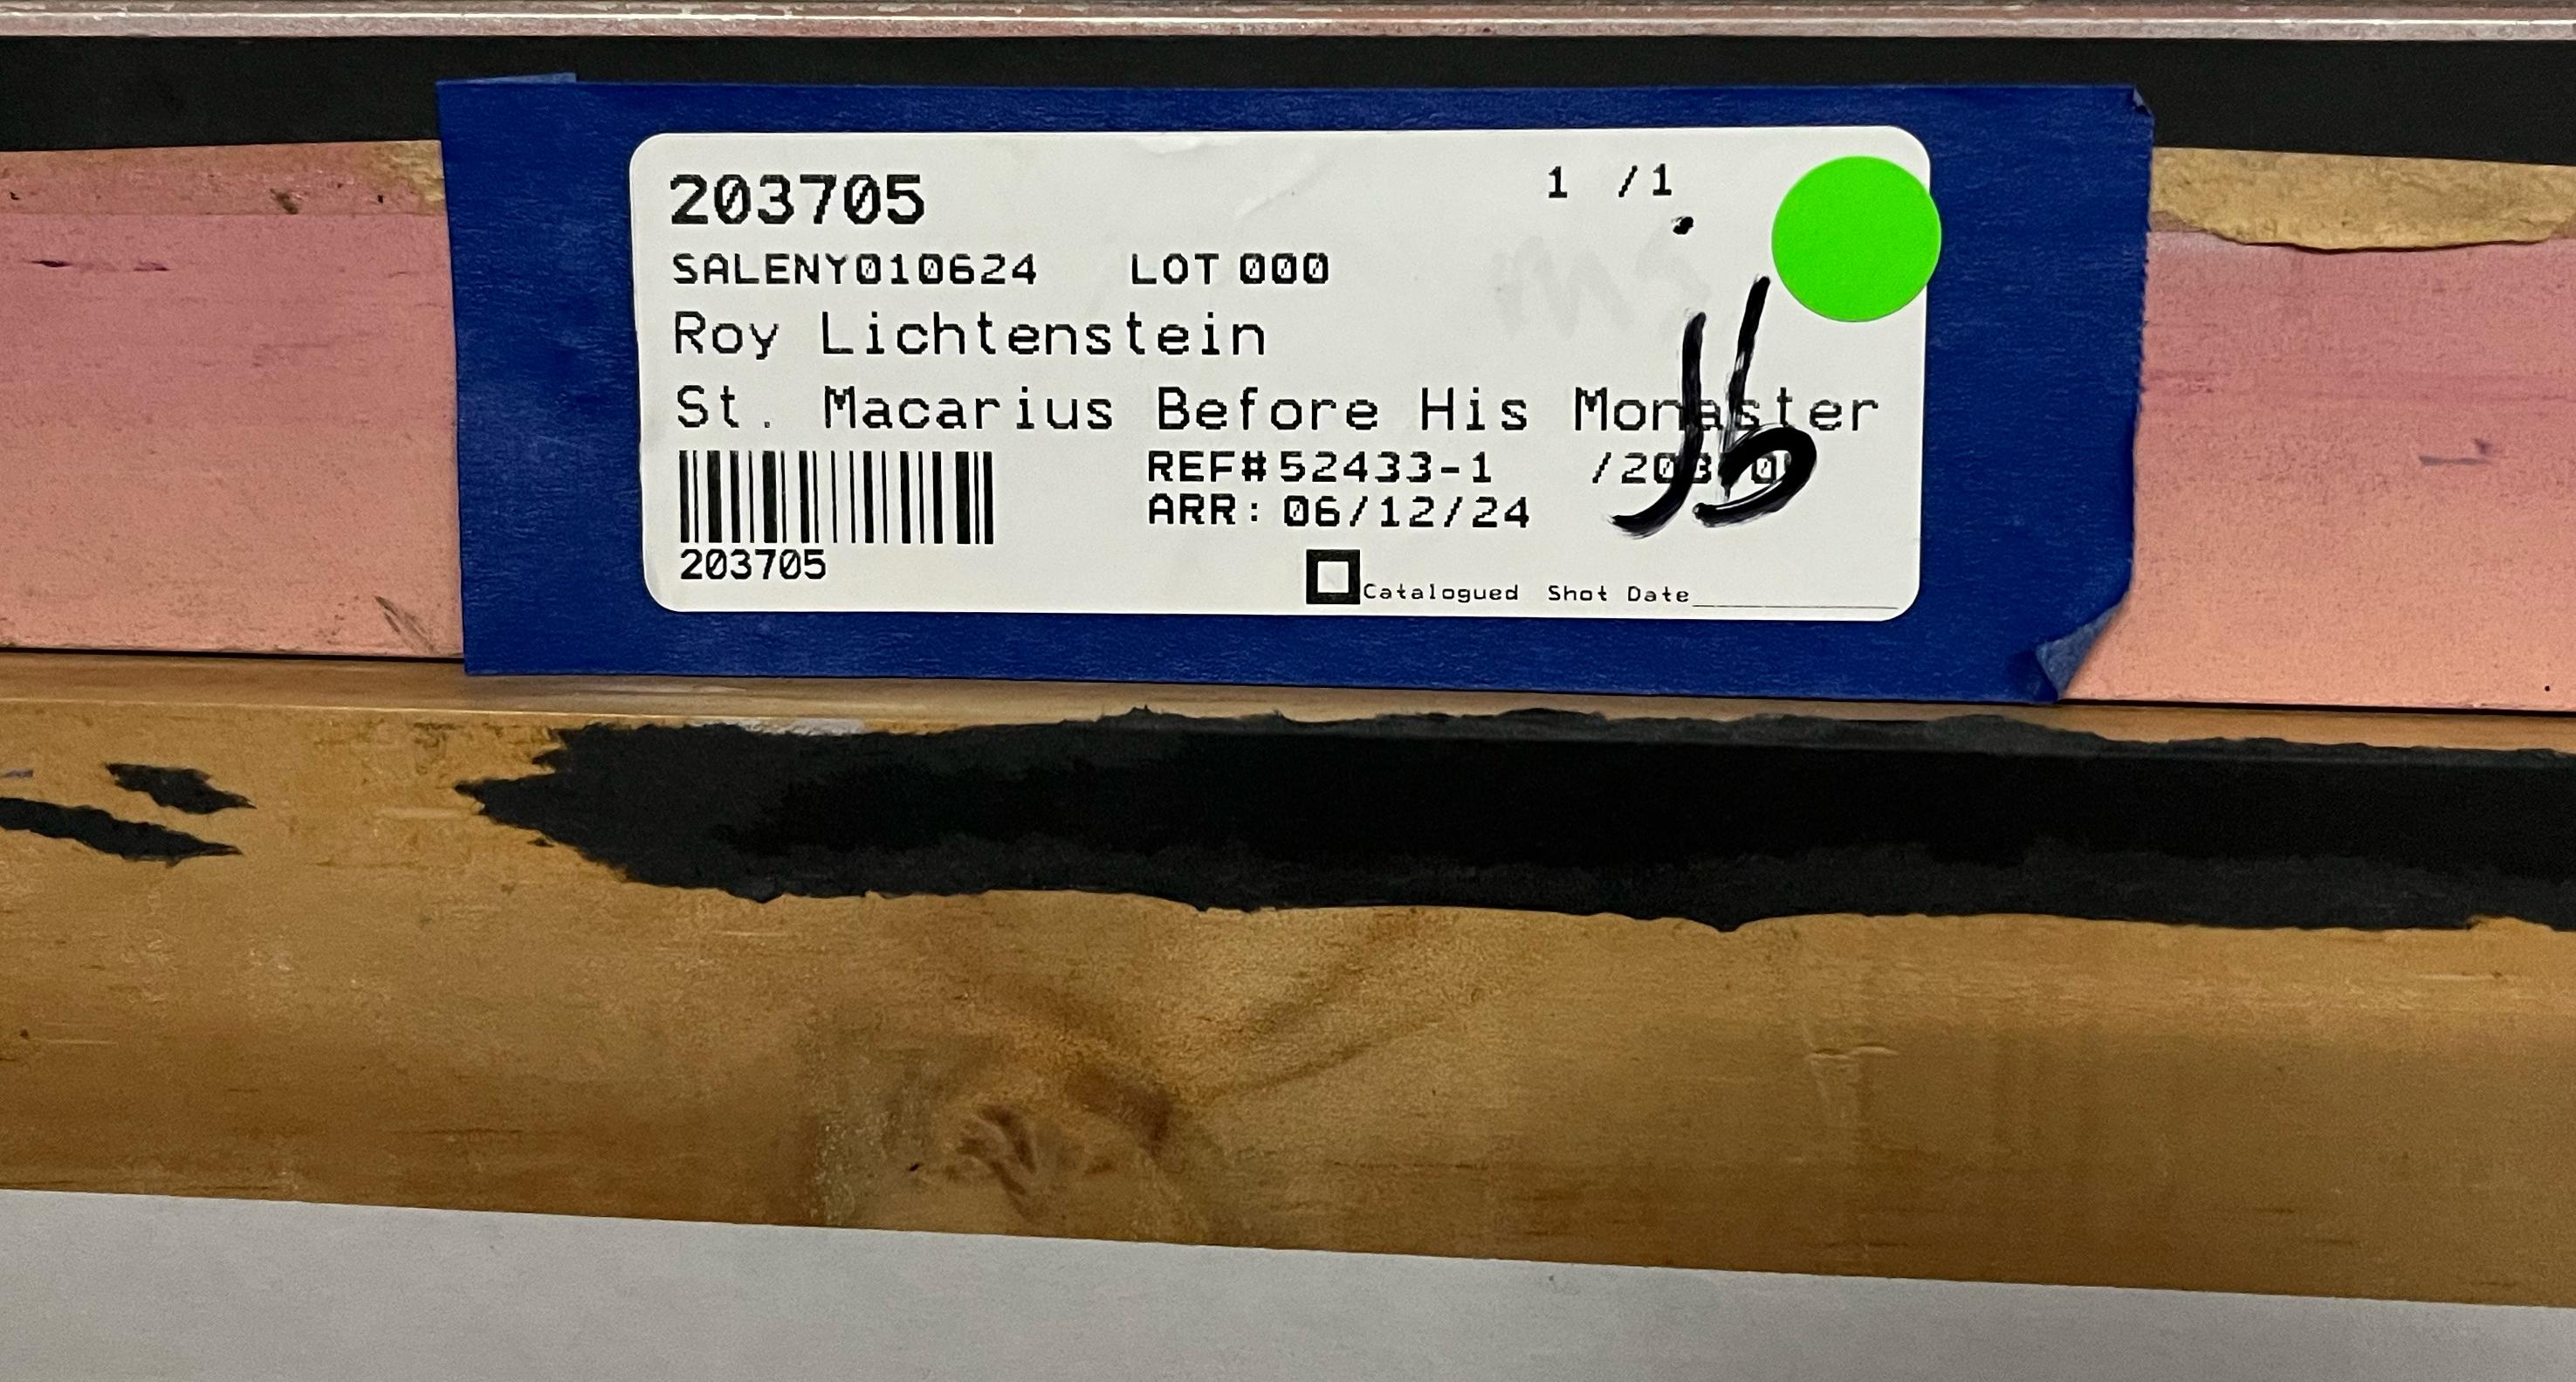 203705 1 /1
SALENY010624 LOT 000
Roy Lichtenstein
St. Macarius Before His Monaster
REF# 52433-1
ARR: 06/12/24
203705
Catalogued Shot Date